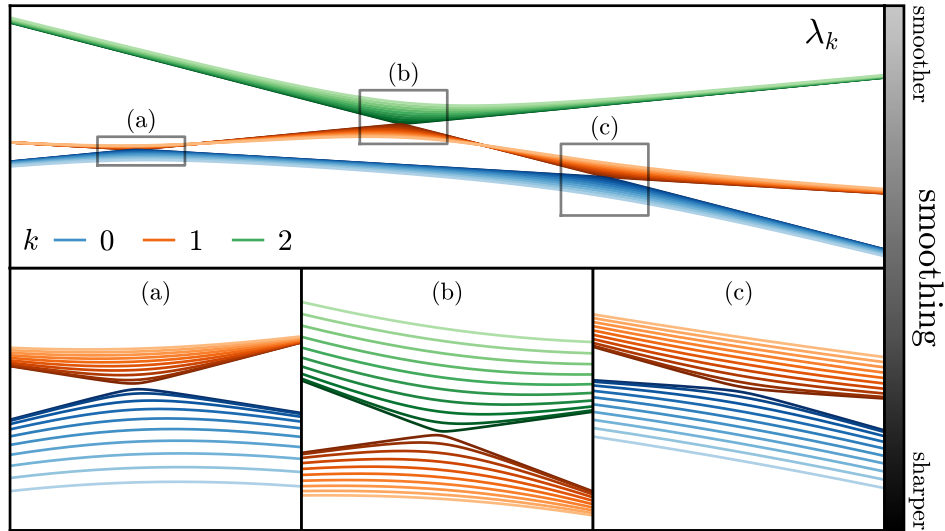 λ_k
(b)
(a)
(c)
k 0 1 2
(a)
(b)
(c)
smoother
smoothing
sharper